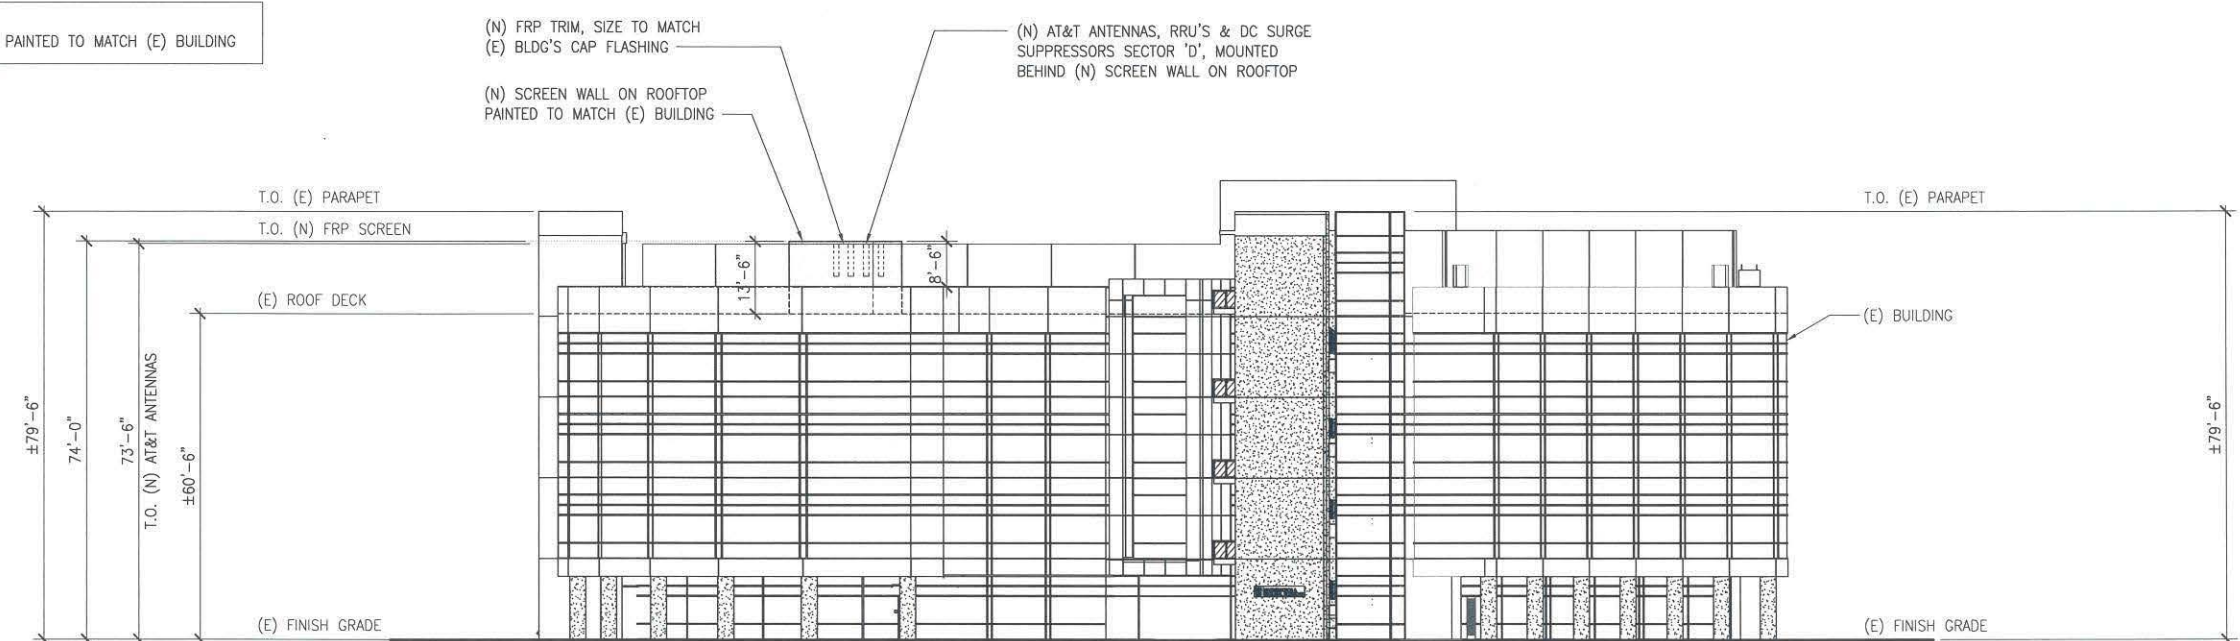 PAINTED TO MATCH (E) BUILDING
(N) FRP TRIM, SIZE TO MATCH
(E) BLDG'S CAP FLASHING
(N) SCREEN WALL ON ROOFTOP
PAINTED TO MATCH (E) BUILDING
(N) AT&T ANTENNAS, RRU'S & DC SURGE
SUPPRESSORS SECTOR 'D', MOUNTED
BEHIND (N) SCREEN WALL ON ROOFTOP
T.O. (E) PARAPET
T.O. (N) FRP SCREEN
(E) ROOF DECK
(E) FINISH GRADE
±79'-6"
74'-0"
73'-6"
T.O. (N) AT&T ANTENNAS
±60'-6"
13'-6"
8'-6"
T.O. (E) PARAPET
(E) BUILDING
±79'-6"
(E) FINISH GRADE